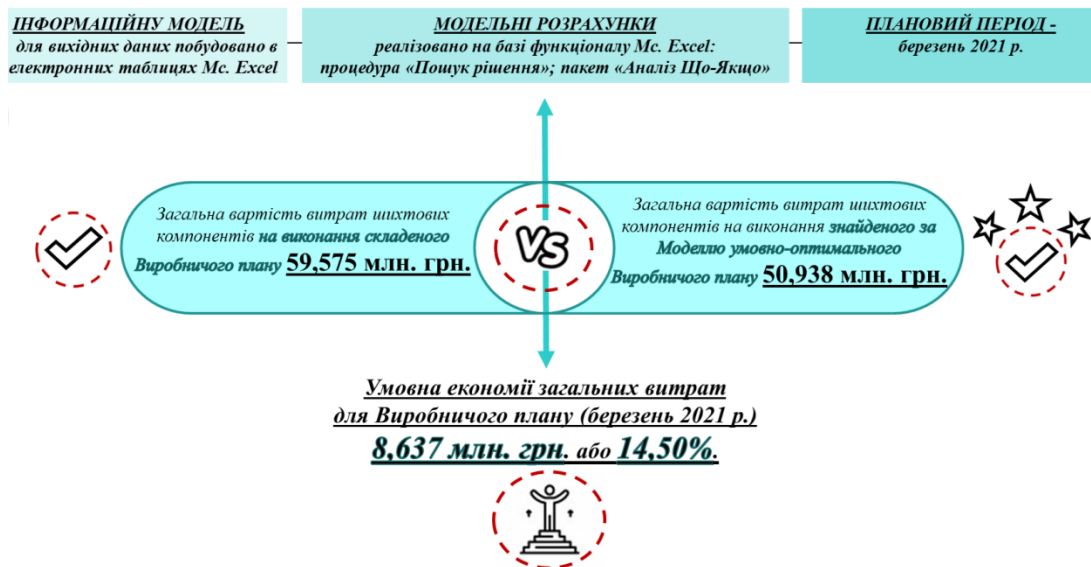 ІНФОРМАЦІЙНУ МОДЕЛЬ
для вихідних даних побудовано в
електронних таблицях Mc. Excel
МОДЕЛЬНІ РОЗРАХУНКИ
реалізовано на базі функціоналу Mc. Excel:
процедура «Пошук рішення»; пакет «Аналіз Що-Якщо»
ПЛАНОВИЙ ПЕРІОД -
березень 2021 р.
Загальна вартість витрат шихтових
компонентів на виконання складеного
Виробничого плану 59,575 млн. грн.
VS
Загальна вартість витрат шихтових
компонентів на виконання знайденого за
Моделлю умовно-оптимального
Виробничого плану 50,938 млн. грн.
Умовна економії загальних витрат
для Виробничого плану (березень 2021 р.)
8,637 млн. грн. або 14,50%.